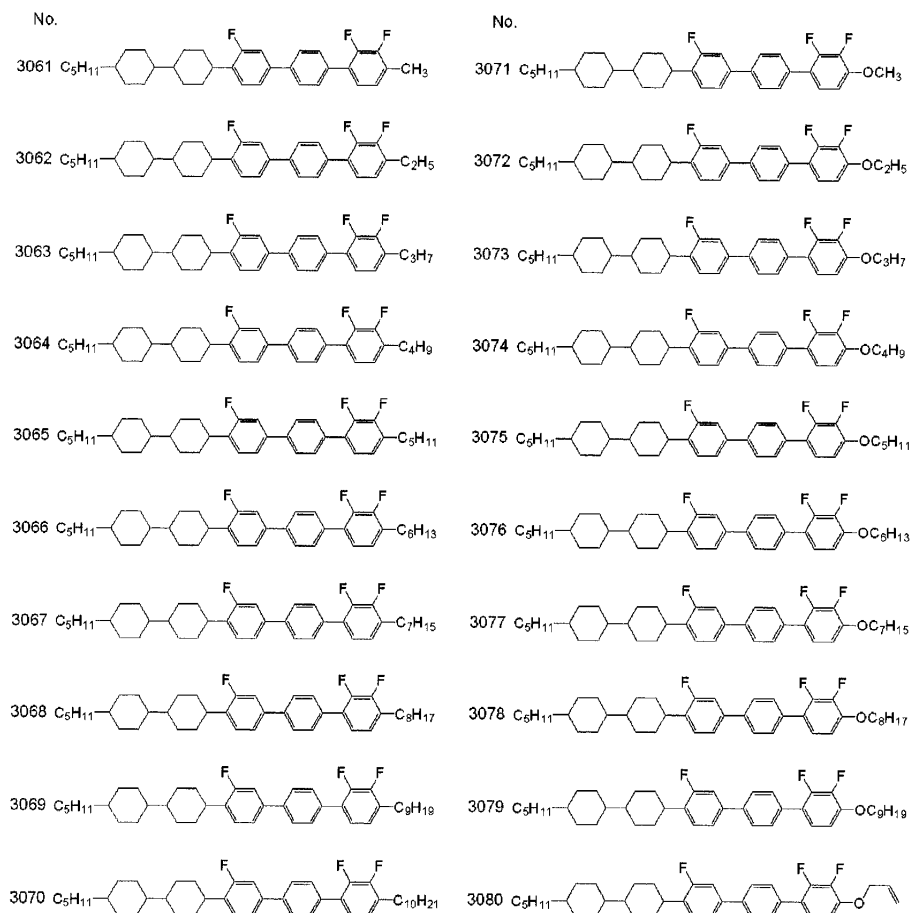 No.
3061 C5H11 F F F CH3
3062 C5H11 F F F C2H5
3063 C5H11 F F F C3H7
3064 C5H11 F F F C4H9
3065 C5H11 F F F C5H11
3066 C5H11 F F F C6H13
3067 C5H11 F F F C7H15
3068 C5H11 F F F C8H17
3069 C5H11 F F F C9H19
3070 C5H11 F F F C10H21
No.
3071 C5H11 F F F OCH3
3072 C5H11 F F F OC2H5
3073 C5H11 F F F OC3H7
3074 C5H11 F F F OC4H9
3075 C5H11 F F F OC5H11
3076 C5H11 F F F OC6H13
3077 C5H11 F F F OC7H15
3078 C5H11 F F F OC8H17
3079 C5H11 F F F OC9H19
3080 C5H11 F F F O